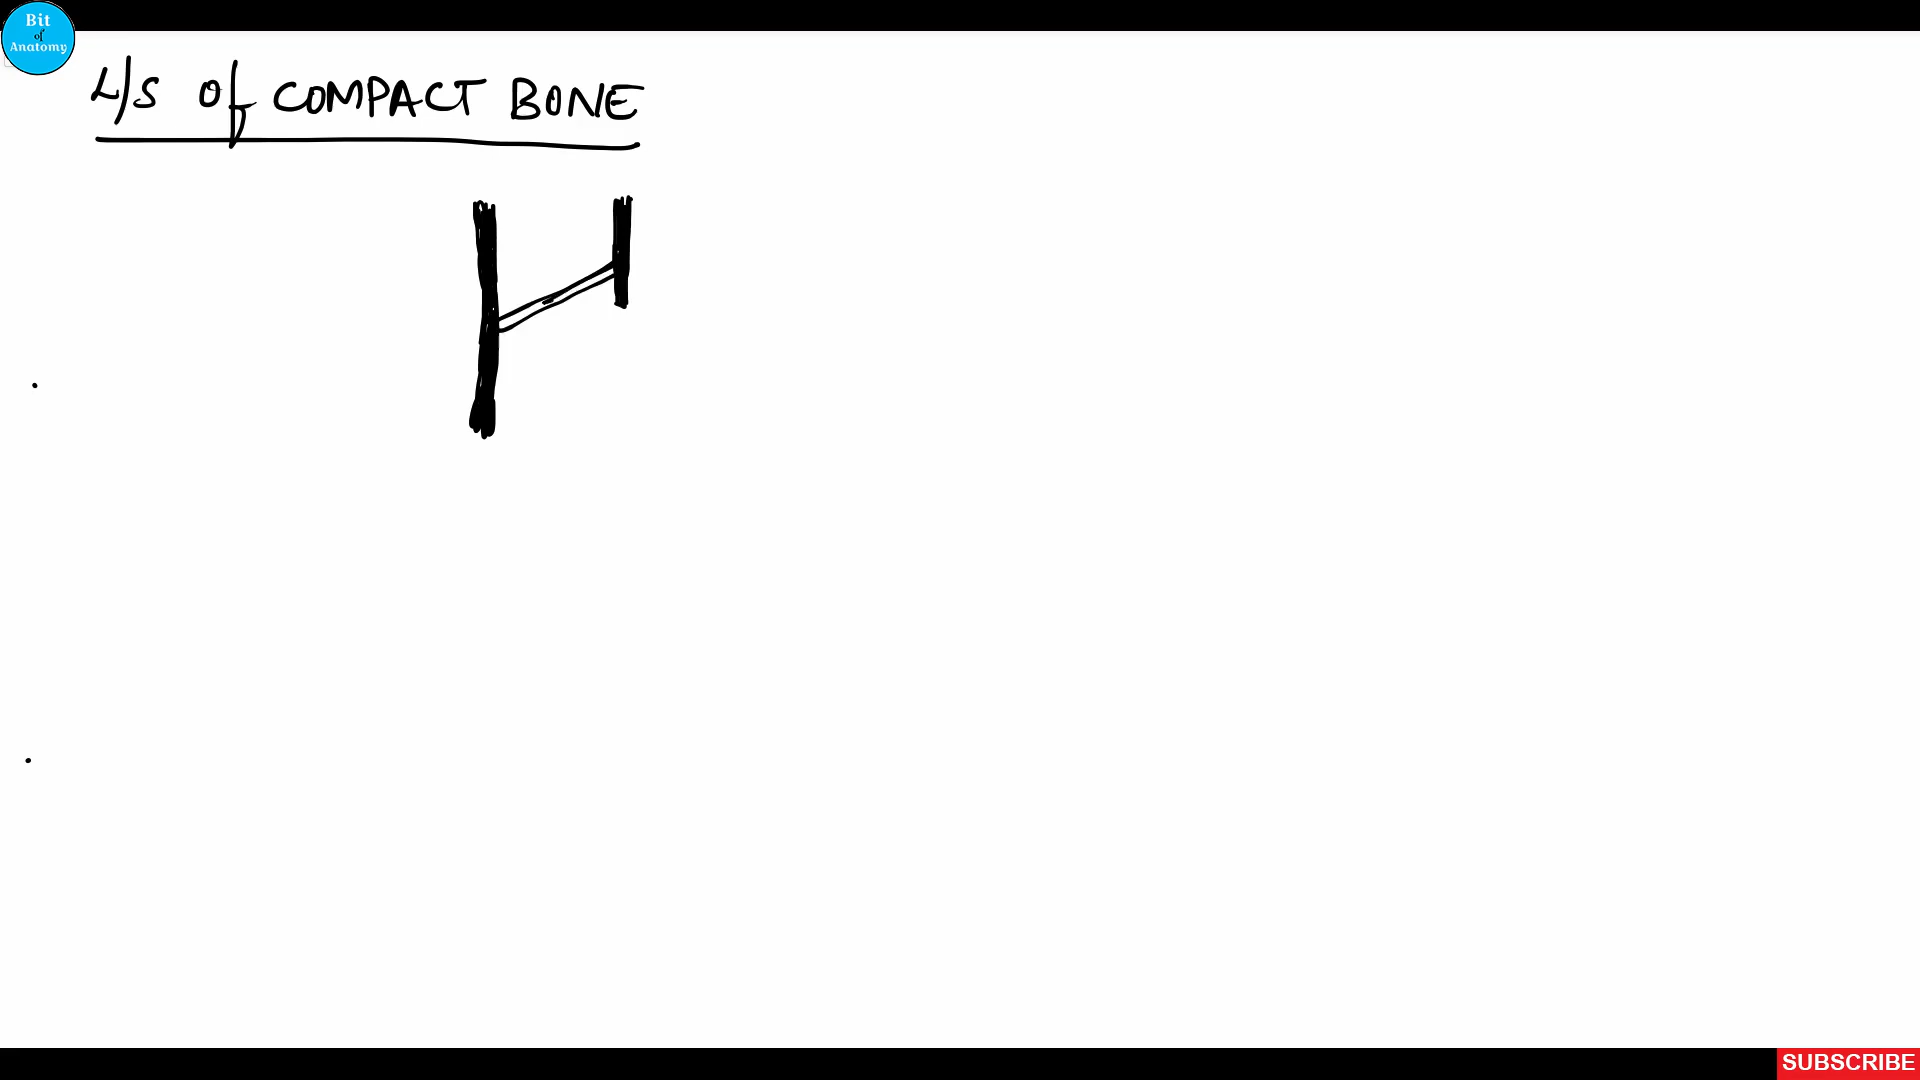 Bit
of
Anatomy
L/S of COMPACT BONE
SUBSCRIBE